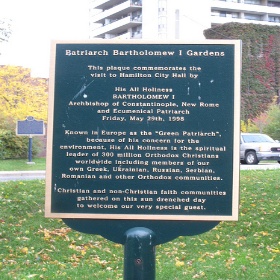 Patriarch Bartholomew I Gardens
This plaque commemorates the
visit to Hamilton City Hall by
His All Holiness
BARTHOLOMEW I
Archbishop of Constantinople, New Rome
and Ecumenical Patriarch
Friday, May 29th, 1998
Known in Europe as the "Green Patriarch",
because of his concern for the
environment, His All Holiness is the spiritual
leader of 300 million Orthodox Christians
worldwide including members of our
own Greek, Ukrainian, Russian, Serbian,
Romanian and other Orthodox communities.
Christian and non-Christian faith communities
gathered on this sun drenched day
to welcome our very special guest.